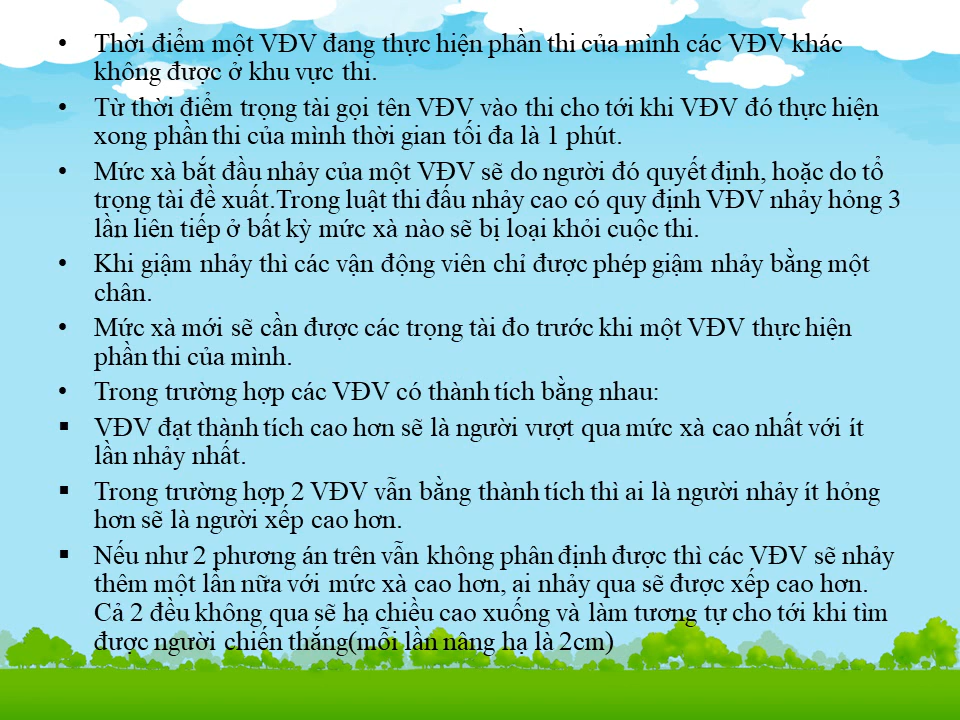 • Thời điểm một VĐV đang thực hiện phần thi của mình các VĐV khác
không được ở khu vực thi.
• Từ thời điểm trọng tài gọi tên VĐV vào thi cho tới khi VĐV đó thực hiện
xong phần thi của mình thời gian tối đa là 1 phút.
• Mức xà bắt đầu nhảy của một VĐV sẽ do người đó quyết định, hoặc do tổ
trọng tài đề xuất.Trong luật thi đấu nhảy cao có quy định VĐV nhảy hỏng 3
lần liên tiếp ở bất kỳ mức xà nào sẽ bị loại khỏi cuộc thi.
• Khi giậm nhảy thì các vận động viên chỉ được phép giậm nhảy bằng một
chân.
• Mức xà mới sẽ cần được các trọng tài đo trước khi một VĐV thực hiện
phần thi của mình.
• Trong trường hợp các VĐV có thành tích bằng nhau:
▪ VĐV đạt thành tích cao hơn sẽ là người vượt qua mức xà cao nhất với ít
lần nhảy nhất.
▪ Trong trường hợp 2 VĐV vẫn bằng thành tích thì ai là người nhảy ít hỏng
hơn sẽ là người xếp cao hơn.
▪ Nếu như 2 phương án trên vẫn không phân định được thì các VĐV sẽ nhảy
thêm một lần nữa với mức xà cao hơn, ai nhảy qua sẽ được xếp cao hơn.
Cả 2 đều không qua sẽ hạ chiều cao xuống và làm tương tự cho tới khi tìm
được người chiến thắng(mỗi lần nâng hạ là 2cm)